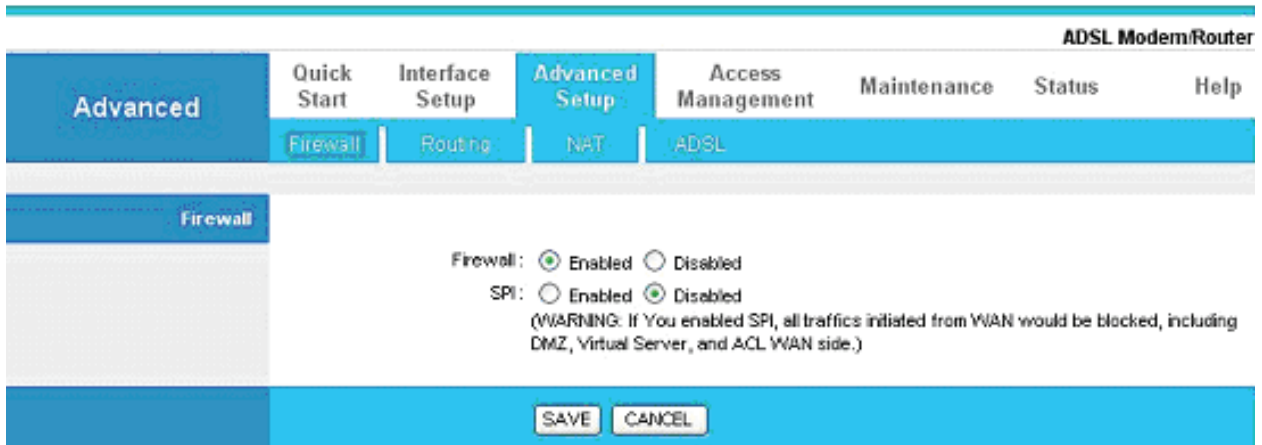 ADSL Modem/Router
Advanced
Quick Start
Interface Setup
Advanced Setup
Access Management
Maintenance
Status
Help
Firewall
Routing
NAT
ADSL
Firewall
Firewall: Enabled Disabled
SPI: Enabled Disabled
(WARNING: If You enabled SPI, all traffics initiated from WAN would be blocked, including
DMZ, Virtual Server, and ACL WAN side.)
SAVE CANCEL